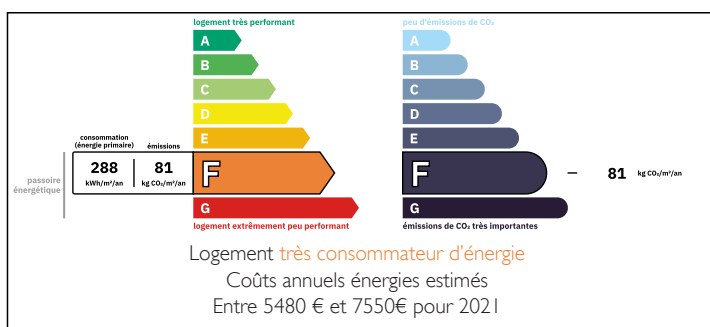 logement très performant
peu d'émissions de CO₂
A
B
C
D
E
F
G
logement extrêmement peu performant
consommation
(énergie primaire)
émissions
288
81
kWh/m²/an
kg CO₂/m²/an
passoire
énergétique
A
B
C
D
E
F
G
81 kg CO₂/m²/an
émissions de CO₂ très importantes
Logement très consommateur d'énergie
Coûts annuels énergies estimés
Entre 5480 € et 7550€ pour 2021